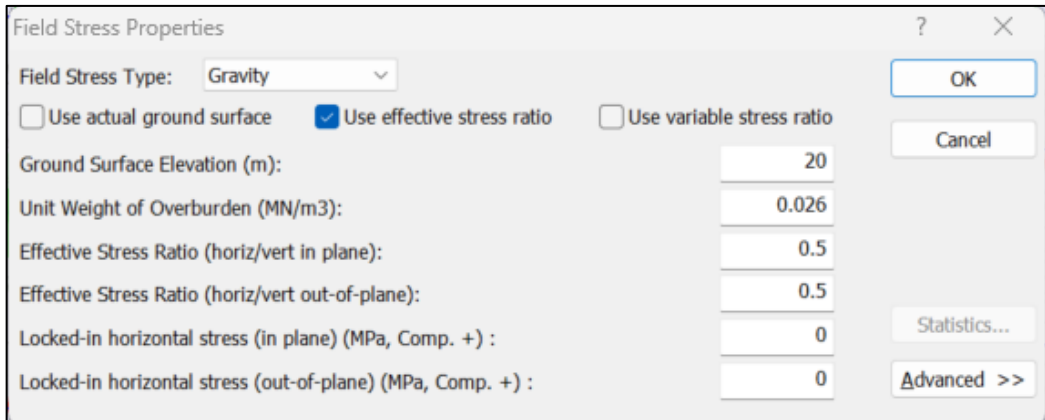 Field Stress Properties ?
Field Stress Type: Gravity OK
Use actual ground surface Use effective stress ratio Use variable stress ratio
Cancel
Ground Surface Elevation (m): 20
Unit Weight of Overburden (MN/m3): 0.026
Effective Stress Ratio (horiz/vert in plane): 0.5
Effective Stress Ratio (horiz/vert out-of-plane): 0.5
Locked-in horizontal stress (in plane) (MPa, Comp. +) : 0
Statistics...
Locked-in horizontal stress (out-of-plane) (MPa, Comp. +) : 0
Advanced >>